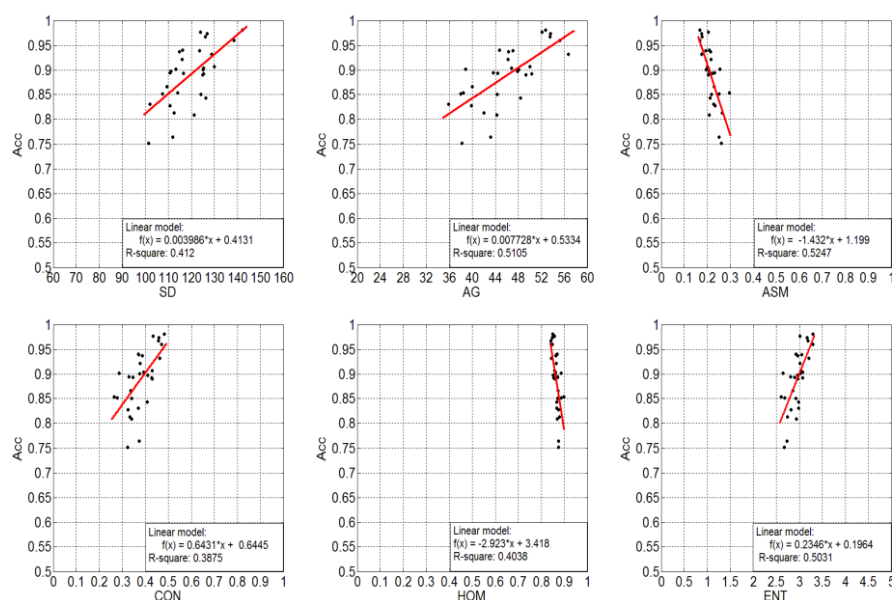 1
0.95
0.9
0.85
0.8
0.75
0.7
0.65
0.6
0.55
0.5
Acc
Linear model:
f(x) = 0.003986*x + 0.4131
R-square: 0.412
60 70 80 90 100 110 120 130 140 150 160
SD
1
0.95
0.9
0.85
0.8
0.75
0.7
0.65
0.6
0.55
0.5
Acc
Linear model:
f(x) = 0.007728*x + 0.5334
R-square: 0.5105
20 24 28 32 36 40 44 48 52 56 60
AG
1
0.95
0.9
0.85
0.8
0.75
0.7
0.65
0.6
0.55
0.5
Acc
Linear model:
f(x) = -1.432*x + 1.199
R-square: 0.5247
0 0.1 0.2 0.3 0.4 0.5 0.6 0.7 0.8 0.9 1
ASM
1
0.95
0.9
0.85
0.8
0.75
0.7
0.65
0.6
0.55
0.5
Acc
Linear model:
f(x) = 0.6431*x + 0.6445
R-square: 0.3875
0 0.1 0.2 0.3 0.4 0.5 0.6 0.7 0.8 0.9 1
CON
1
0.95
0.9
0.85
0.8
0.75
0.7
0.65
0.6
0.55
0.5
Acc
Linear model:
f(x) = -2.923*x + 3.418
R-square: 0.4038
0 0.1 0.2 0.3 0.4 0.5 0.6 0.7 0.8 0.9 1
HOM
1
0.95
0.9
0.85
0.8
0.75
0.7
0.65
0.6
0.55
0.5
Acc
Linear model:
f(x) = 0.2346*x + 0.1964
R-square: 0.5031
0 0.5 1 1.5 2 2.5 3 3.5 4 4.5 5
ENT